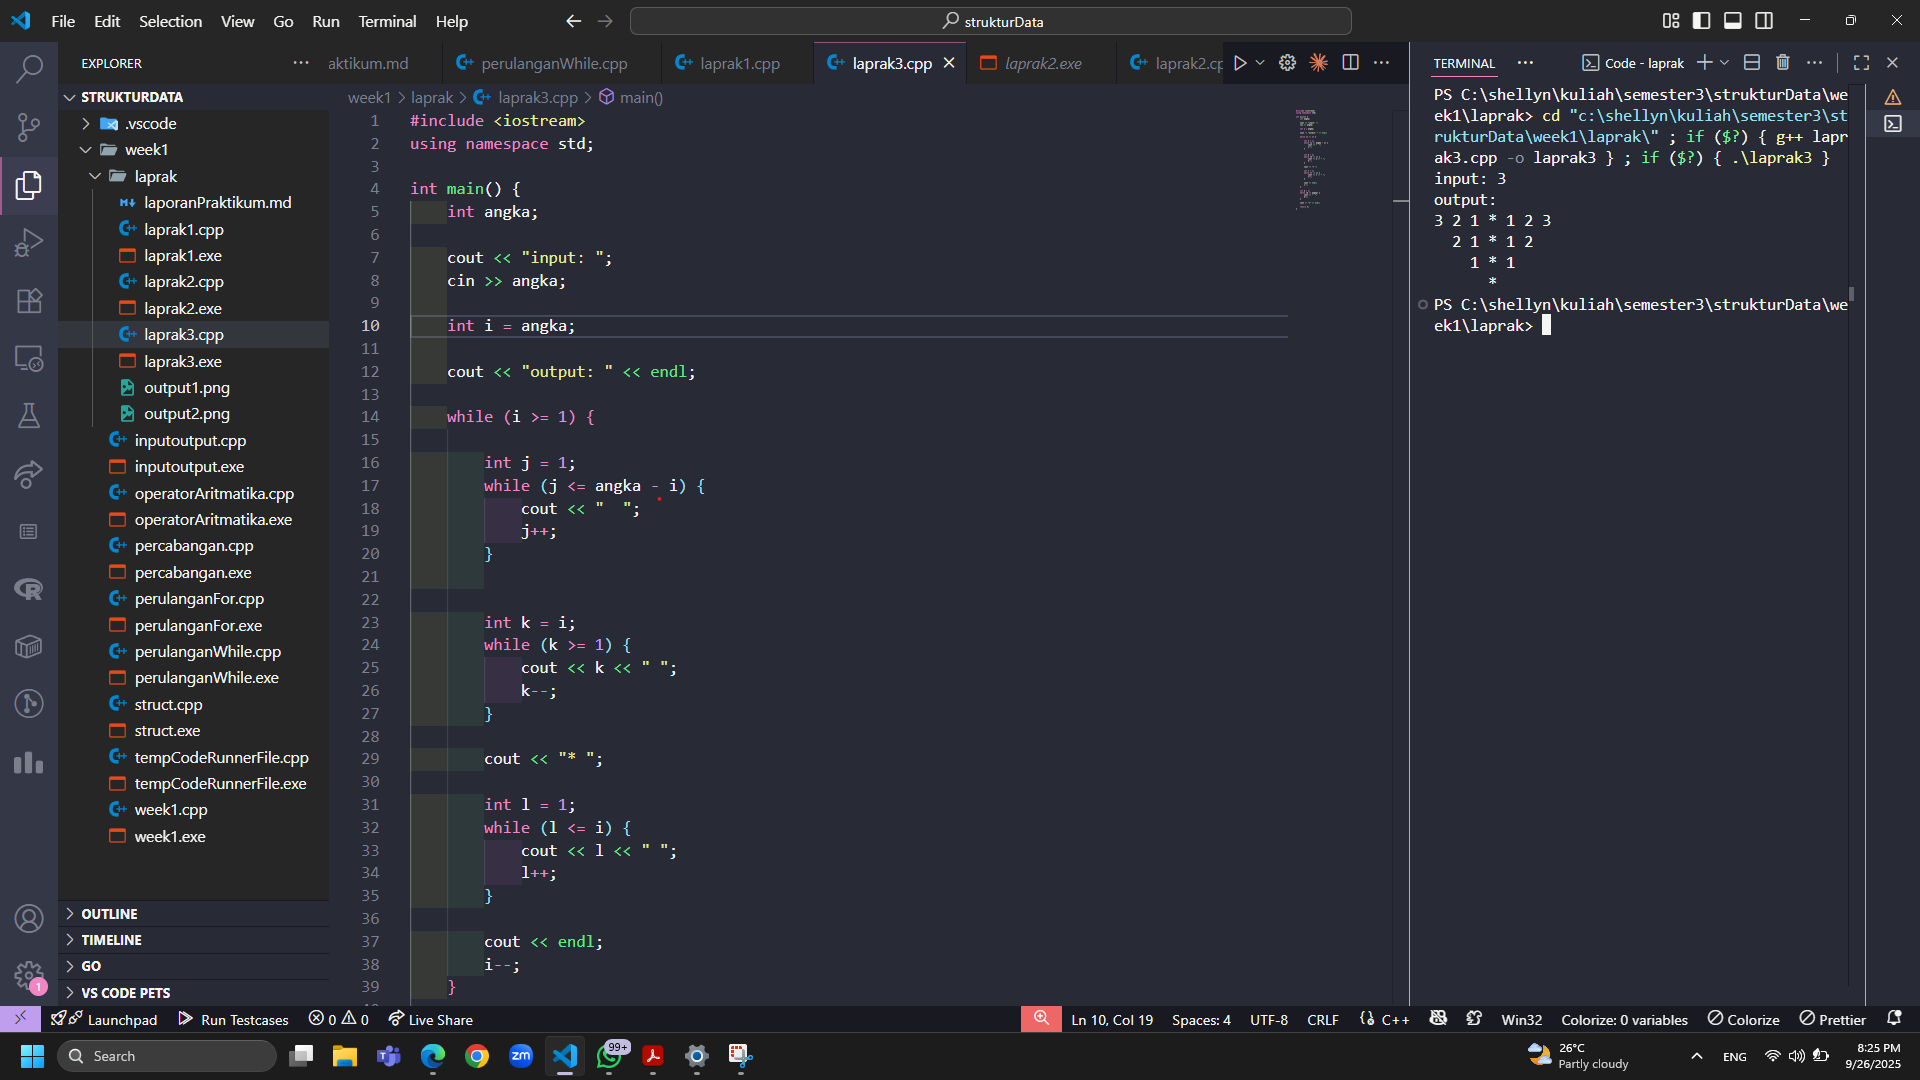 File Edit Selection View Go Run Terminal Help
strukturData
EXPLORER
STRUKTURDATA
.vscode
week1
laprak
laporanPraktikum.md
laprak1.cpp
laprak1.exe
laprak2.cpp
laprak2.exe
laprak3.cpp
laprak3.exe
output1.png
output2.png
inputoutput.cpp
inputoutput.exe
operatorAritmatika.cpp
operatorAritmatika.exe
percabangan.cpp
percabangan.exe
perulanganFor.cpp
perulanganFor.exe
perulanganWhile.cpp
perulanganWhile.exe
struct.cpp
struct.exe
tempCodeRunnerFile.cpp
tempCodeRunnerFile.exe
week1.cpp
week1.exe
OUTLINE
TIMELINE
GO
VS CODE PETS
1
aktikum.md perulanganWhile.cpp laprak1.cpp laprak3.cpp laprak2.exe laprak2.cp
week1 > laprak > laprak3.cpp > main()
1 #include <iostream>
2 using namespace std;
3
4 int main() {
5 int angka;
6
7 cout << "input: ";
8 cin >> angka;
9
10 int i = angka;
11
12 cout << "output: " << endl;
13
14 while (i >= 1) {
15
16 int j = 1;
17 while (j <= angka - i) {
18 cout << "  ";
19 j++;
20 }
21
22
23 int k = i;
24 while (k >= 1) {
25 cout << k << " ";
26 k--;
27 }
28
29 cout << "* ";
30
31 int l = 1;
32 while (l <= i) {
33 cout << l << " ";
34 l++;
35 }
36
37 cout << endl;
38 i--;
39 }
TERMINAL
Code - laprak
PS C:\shellyn\kuliah\semester3\strukturData\we
ek1\laprak> cd "c:\shellyn\kuliah\semester3\st
rukturData\week1\laprak\" ; if ($?) { g++ lapr
ak3.cpp -o laprak3 } ; if ($?) { .\laprak3 }
input: 3
output:
3 2 1 * 1 2 3
2 1 * 1 2
1 * 1
*
PS C:\shellyn\kuliah\semester3\strukturData\we
ek1\laprak>
Launchpad Run Testcases 0 0 Live Share
Ln 10, Col 19 Spaces: 4 UTF-8 CRLF {} C++ Win32 Colorize: 0 variables Colorize Prettier
Search
zm
99+
26°C
Partly cloudy
ENG
8:25 PM
9/26/2025